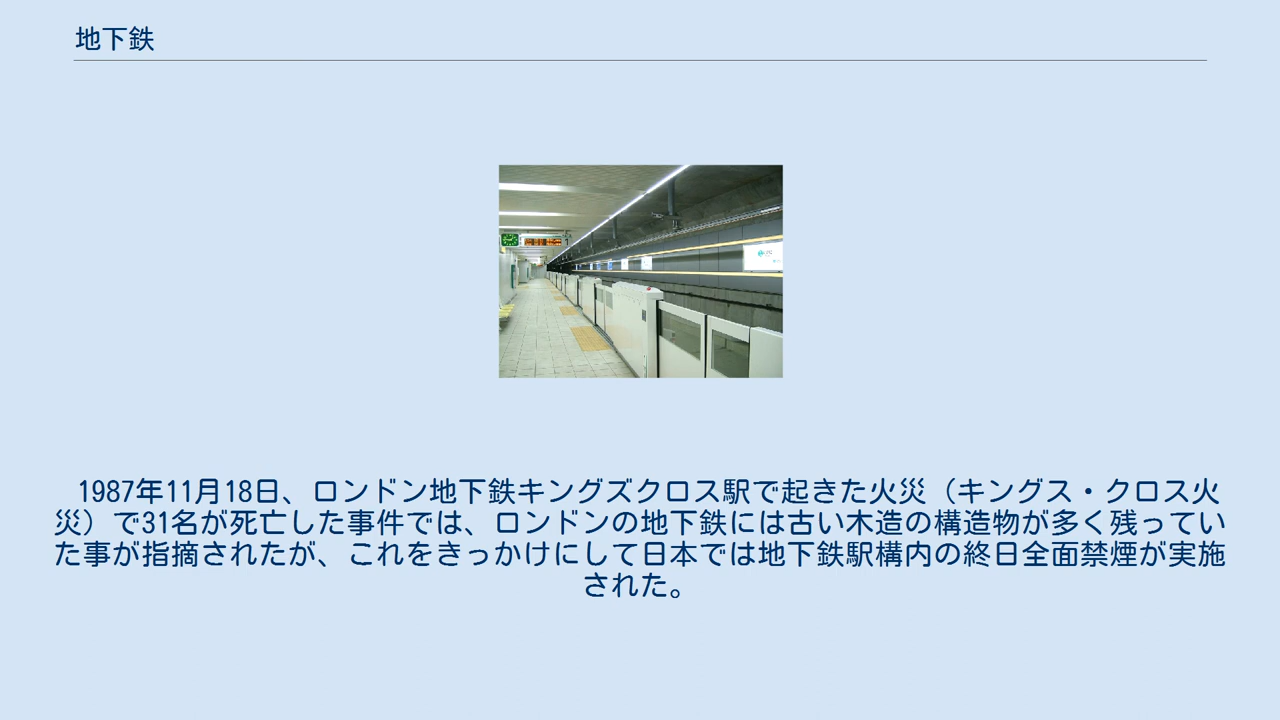 地下鉄
1987年11月18日、ロンドン地下鉄キングズクロス駅で起きた火災（キングス・クロス火
災）で31名が死亡した事件では、ロンドンの地下鉄には古い木造の構造物が多く残ってい
た事が指摘されたが、これをきっかけにして日本では地下鉄駅構内の終日全面禁煙が実施
された。